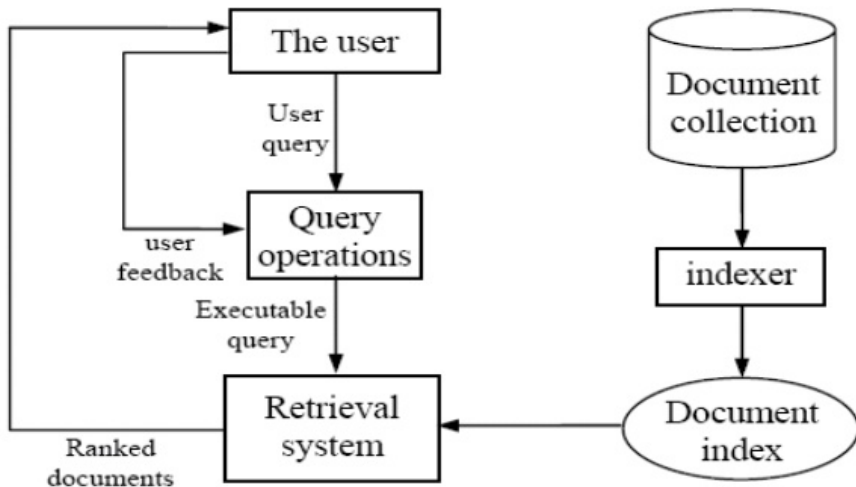 The user
User
query
user
feedback
Query
operations
Executable
query
Retrieval
system
Ranked
documents
Document
collection
indexer
Document
index